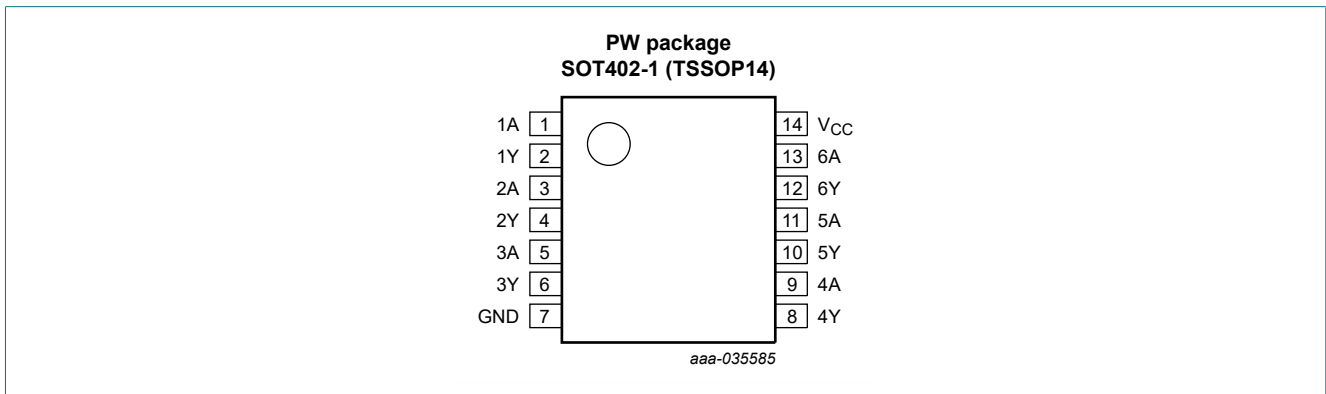 PW package
SOT402-1 (TSSOP14)
1A 1 14 VCC
1Y 2 13 6A
2A 3 12 6Y
2Y 4 11 5A
3A 5 10 5Y
3Y 6 9 4A
GND 7 8 4Y
aaa-035585